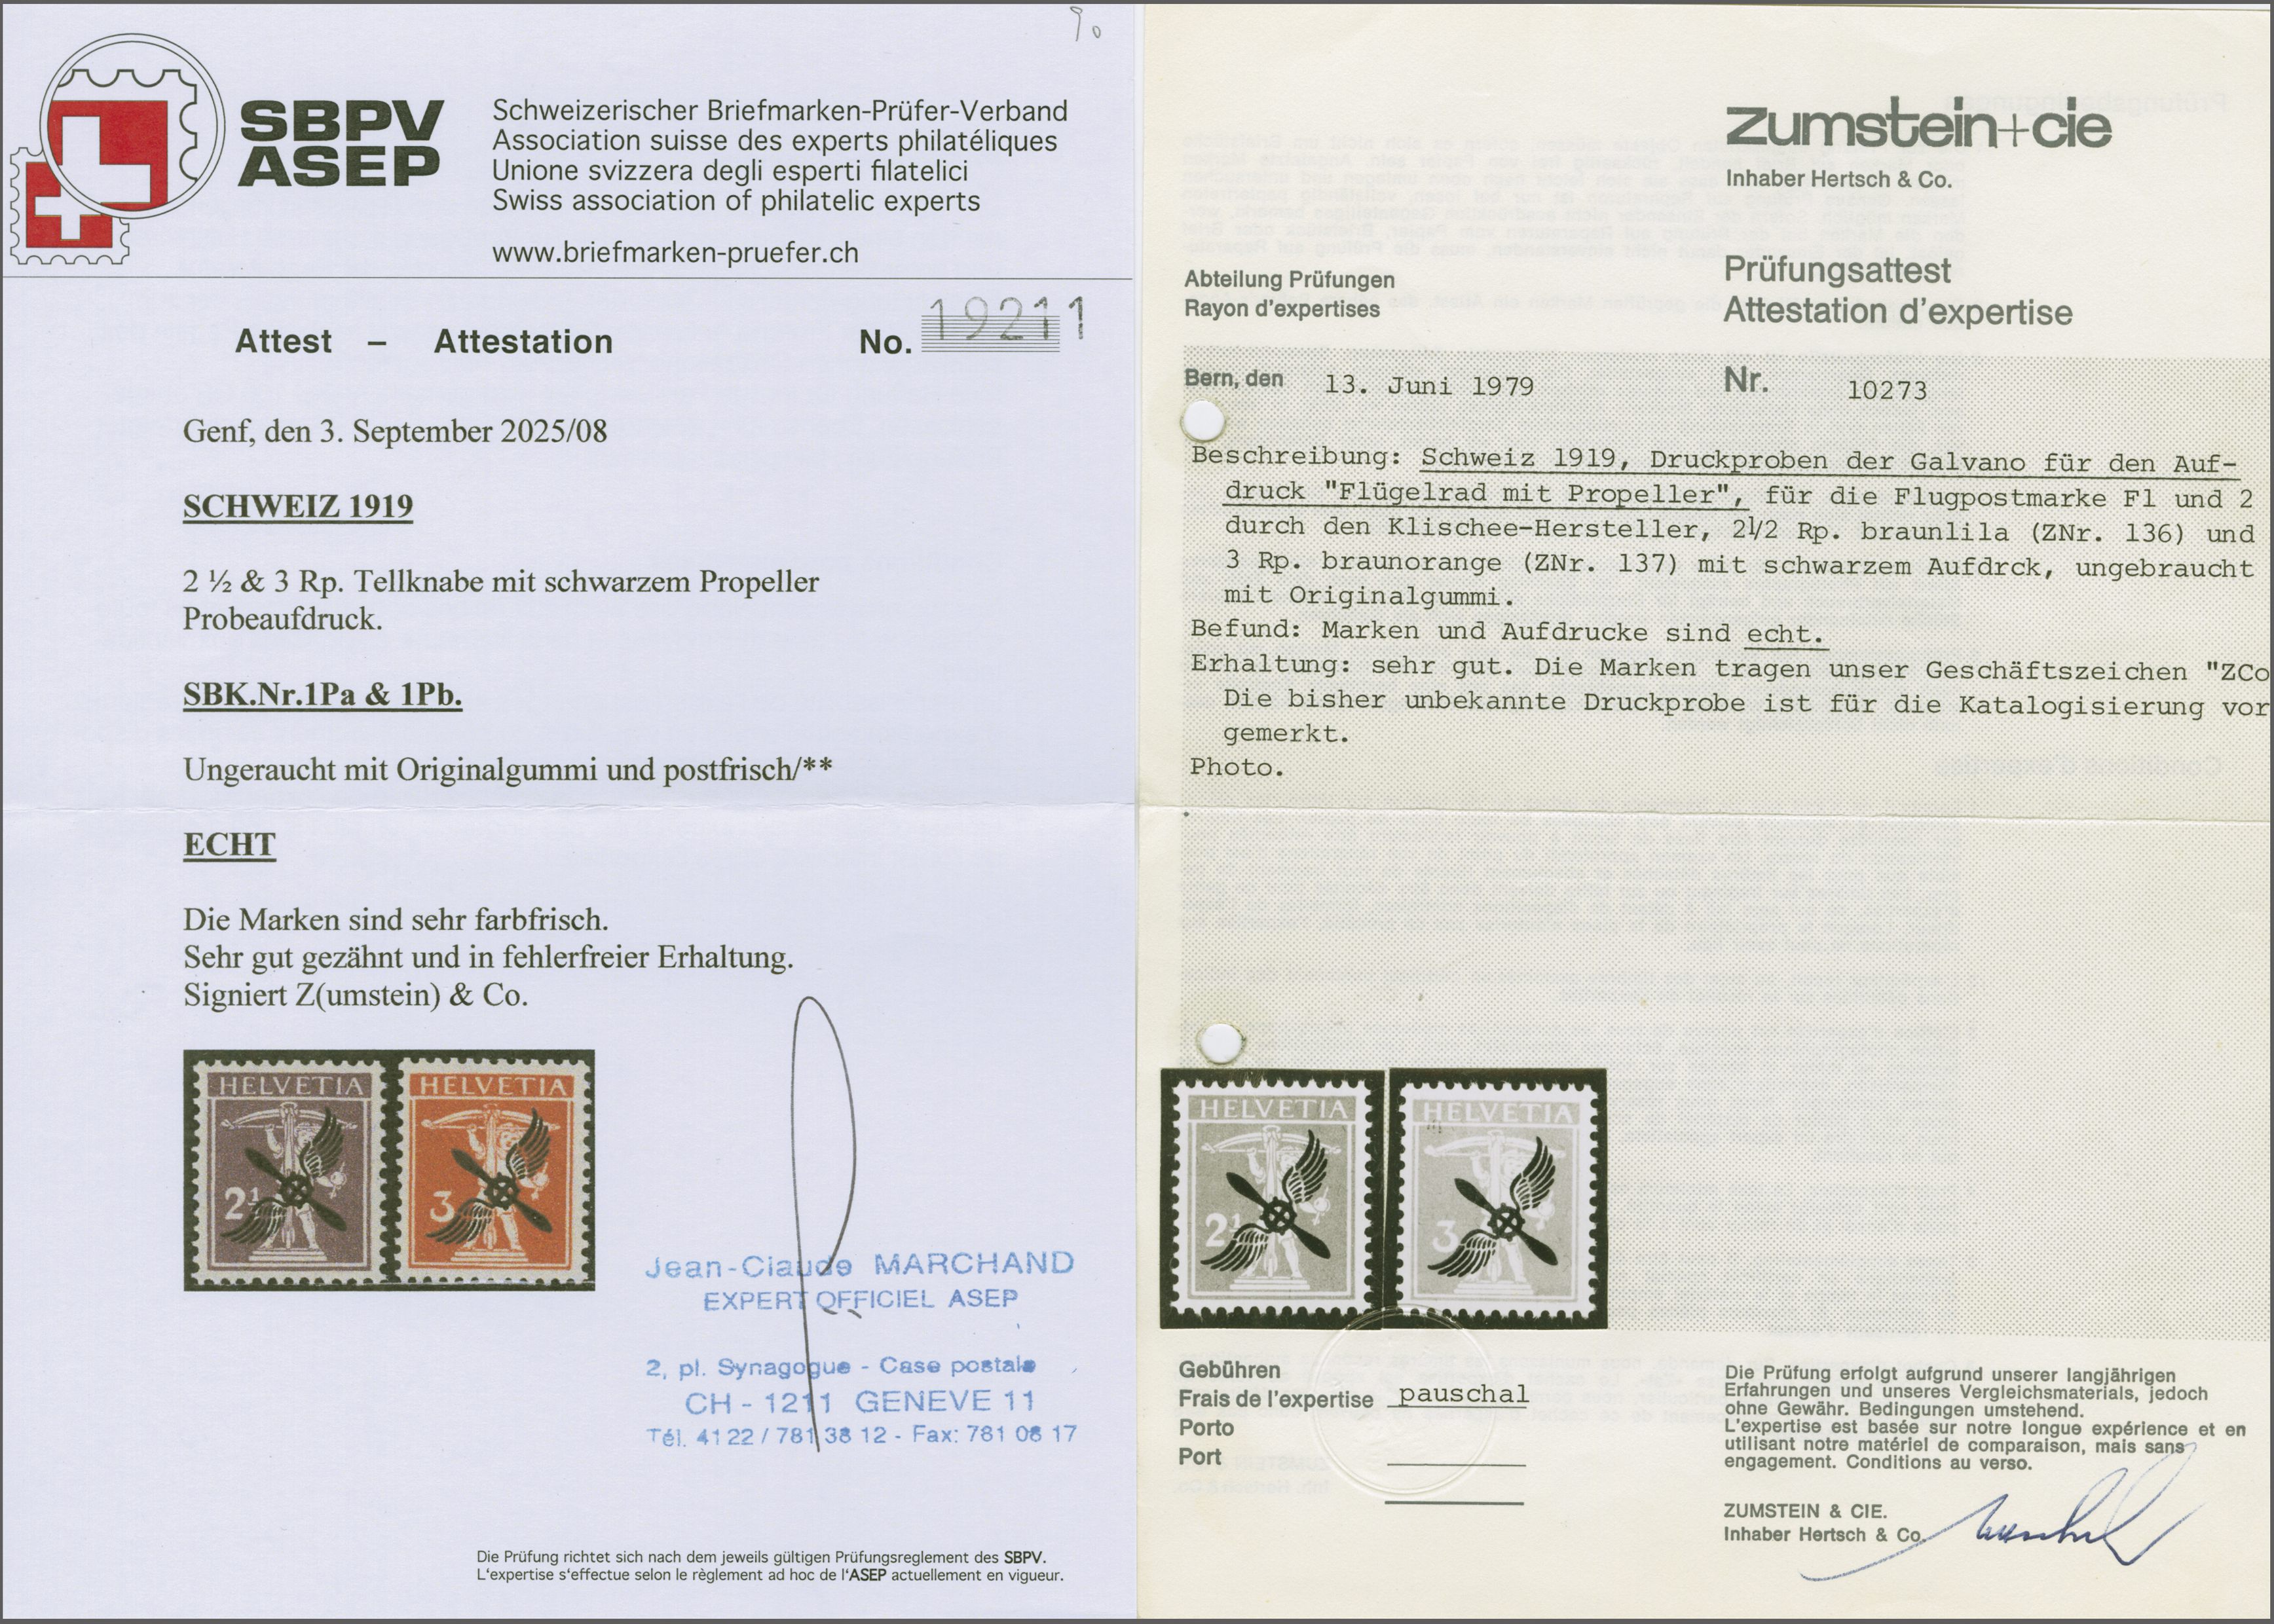 SBPV
ASEP
Schweizerischer Briefmarken-Prüfer-Verband
Association suisse des experts philatéliques
Unione svizzera degli esperti filatelici
Swiss association of philatelic experts
www.briefmarken-pruefer.ch
Attest – Attestation No. 19211
Genf, den 3. September 2025/08
SCHWEIZ 1919
2 ½ & 3 Rp. Tellknabe mit schwarzem Propeller
Probeaufdruck.
SBK.Nr.1Pa & 1Pb.
Ungeraucht mit Originalgummi und postfrisch/**
ECHT
Die Marken sind sehr farbfrisch.
Sehr gut gezähnt und in fehlerfreier Erhaltung.
Signiert Z(umstein) & Co.
HELVETIA HELVETIA
2½ 3
Jean-Claude MARCHAND
EXPERT OFFICIEL ASEP
2, pl. Synagogue - Case postale
CH - 1211 GENEVE 11
Tél. 41 22 / 781 38 12 - Fax: 781 06 17
Die Prüfung richtet sich nach dem jeweils gültigen Prüfungsreglement des SBPV.
L'expertise s'effectue selon le règlement ad hoc de l'ASEP actuellement en vigueur.
zumstein+cie
Inhaber Hertsch & Co.
Abteilung Prüfungen
Rayon d'expertises
Prüfungsattest
Attestation d'expertise
Bern, den 13. Juni 1979 Nr. 10273
Beschreibung: Schweiz 1919, Druckproben der Galvano für den Auf-
druck "Flügelrad mit Propeller", für die Flugpostmarke F1 und 2
durch den Klischee-Hersteller, 2½ Rp. braunlila (ZNr. 136) und
3 Rp. braunorange (ZNr. 137) mit schwarzem Aufdrck, ungebraucht
mit Originalgummi.
Befund: Marken und Aufdrucke sind echt.
Erhaltung: sehr gut. Die Marken tragen unser Geschäftszeichen "ZCo
Die bisher unbekannte Druckprobe ist für die Katalogisierung vor
gemerkt.
Photo.
HELVETIA HELVETIA
2½ 3
Gebühren
Frais de l'expertise pauschal
Porto
Port
Die Prüfung erfolgt aufgrund unserer langjährigen
Erfahrungen und unseres Vergleichsmaterials, jedoch
ohne Gewähr. Bedingungen umstehend.
L'expertise est basée sur notre longue expérience et en
utilisant notre matériel de comparaison, mais sans
engagement. Conditions au verso.
ZUMSTEIN & CIE.
Inhaber Hertsch & Co.